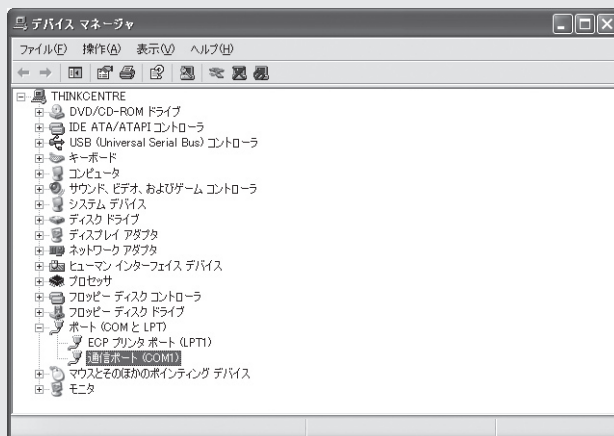 デバイス マネージャ
ファイル(F) 操作(A) 表示(V) ヘルプ(H)
THINKCENTRE
DVD/CD-ROM ドライブ
IDE ATA/ATAPI コントローラ
USB (Universal Serial Bus) コントローラ
キーボード
コンピュータ
サウンド、ビデオ、およびゲーム コントローラ
システム デバイス
ディスク ドライブ
ディスプレイ アダプタ
ネットワーク アダプタ
ヒューマン インターフェイス デバイス
プロセッサ
フロッピー ディスク コントローラ
フロッピー ディスク ドライブ
ポート (COM と LPT)
ECP プリンタ ポート (LPT1)
通信ポート (COM1)
マウスとそのほかのポインティング デバイス
モニタ